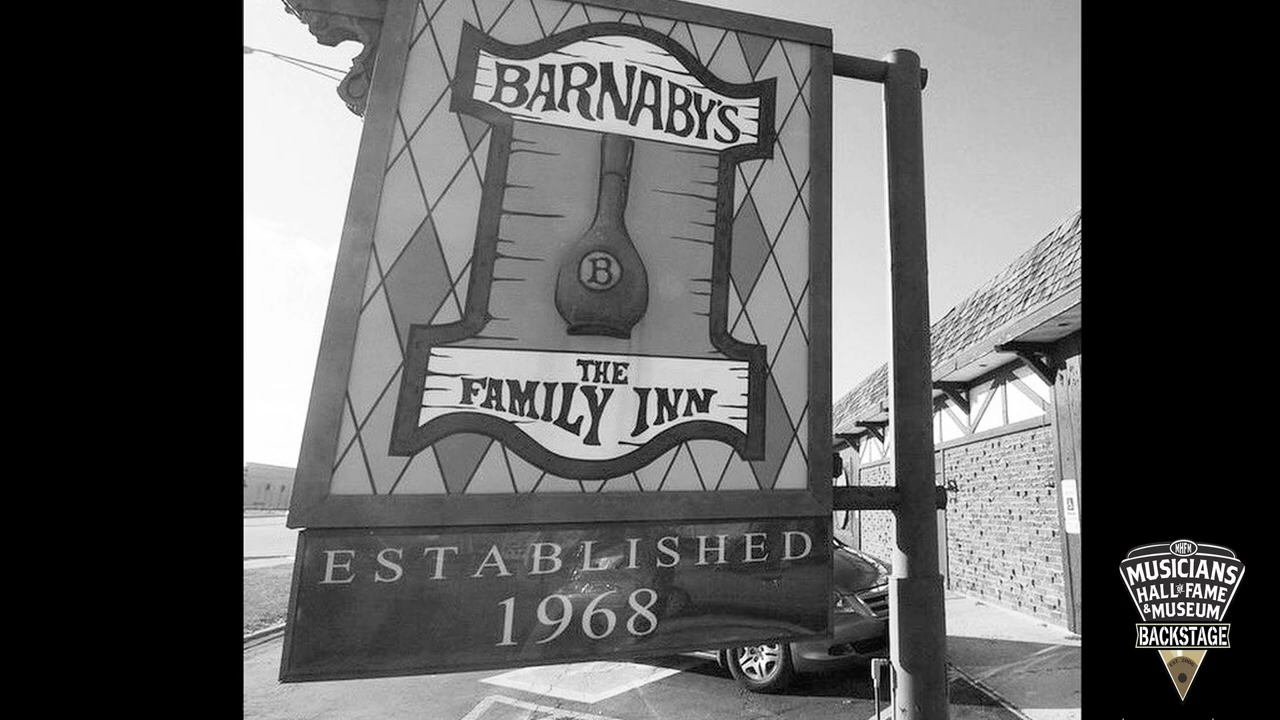 BARNABY'S
B
THE
FAMILY INN
ESTABLISHED
1968
MHFM
MUSICIANS
HALL OF FAME
& MUSEUM
BACKSTAGE